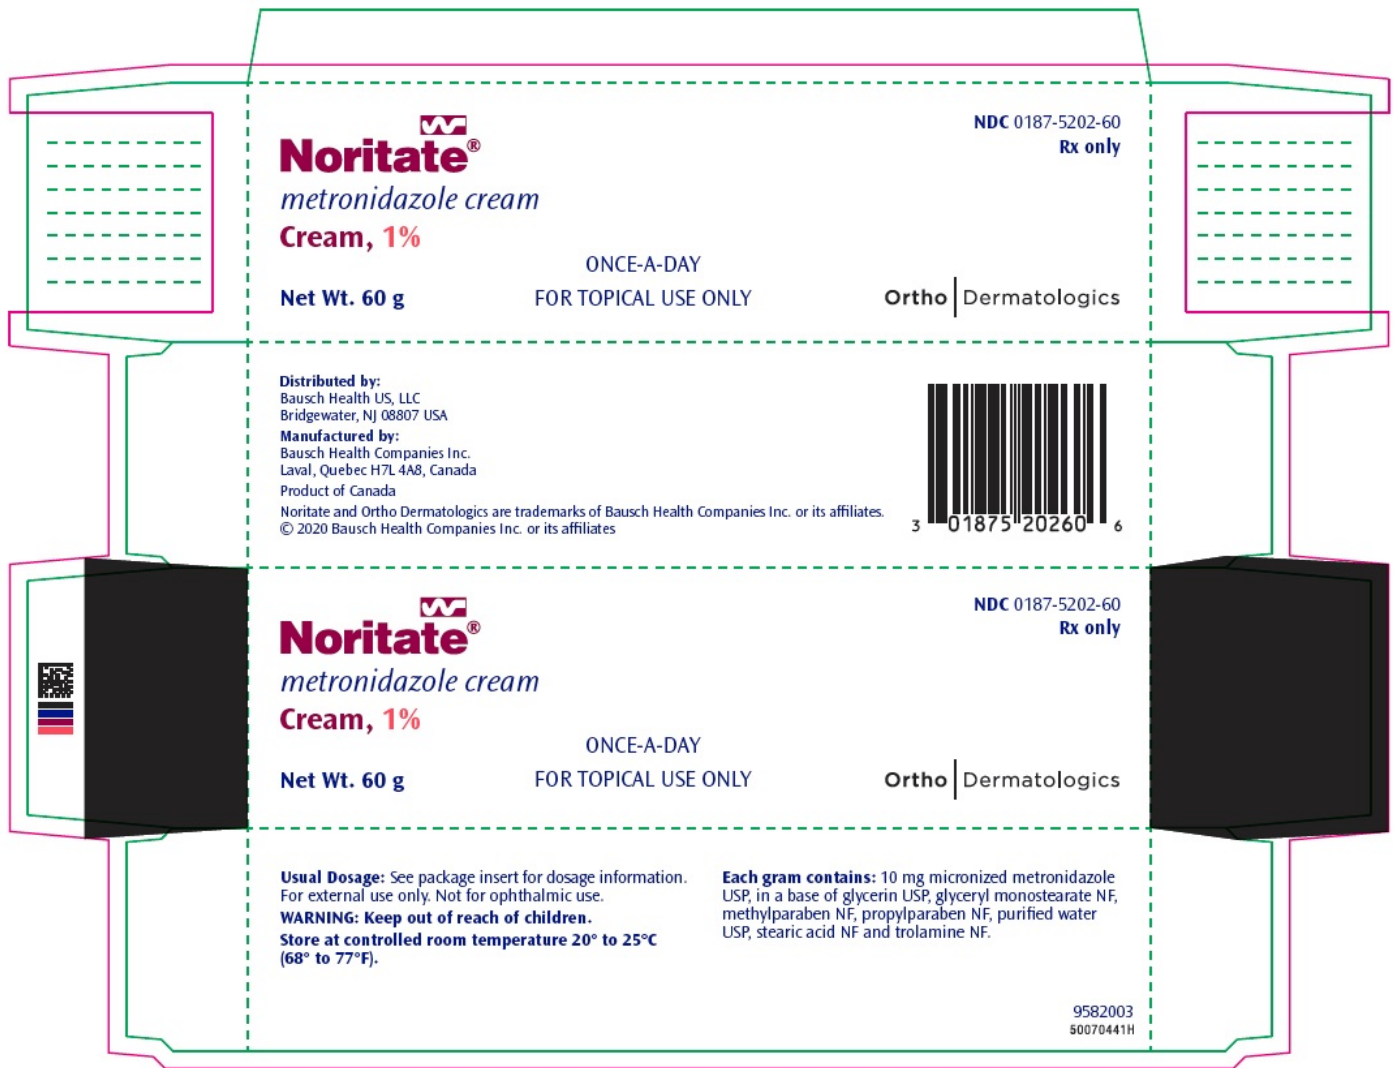 NDC 0187-5202-60
Rx only
Noritate®
metronidazole cream
Cream, 1%
ONCE-A-DAY
Net Wt. 60 g
FOR TOPICAL USE ONLY
Ortho Dermatologics
Distributed by:
Bausch Health US, LLC
Bridgewater, NJ 08807 USA
Manufactured by:
Bausch Health Companies Inc.
Laval, Quebec H7L 4A8, Canada
Product of Canada
Noritate and Ortho Dermatologics are trademarks of Bausch Health Companies Inc. or its affiliates.
© 2020 Bausch Health Companies Inc. or its affiliates
3 01875 20260 6
NDC 0187-5202-60
Rx only
Noritate®
metronidazole cream
Cream, 1%
ONCE-A-DAY
Net Wt. 60 g
FOR TOPICAL USE ONLY
Ortho Dermatologics
Usual Dosage: See package insert for dosage information.
For external use only. Not for ophthalmic use.
WARNING: Keep out of reach of children.
Store at controlled room temperature 20° to 25°C
(68° to 77°F).
Each gram contains: 10 mg micronized metronidazole
USP, in a base of glycerin USP, glyceryl monostearate NF,
methylparaben NF, propylparaben NF, purified water
USP, stearic acid NF and trolamine NF.
9582003
50070441H